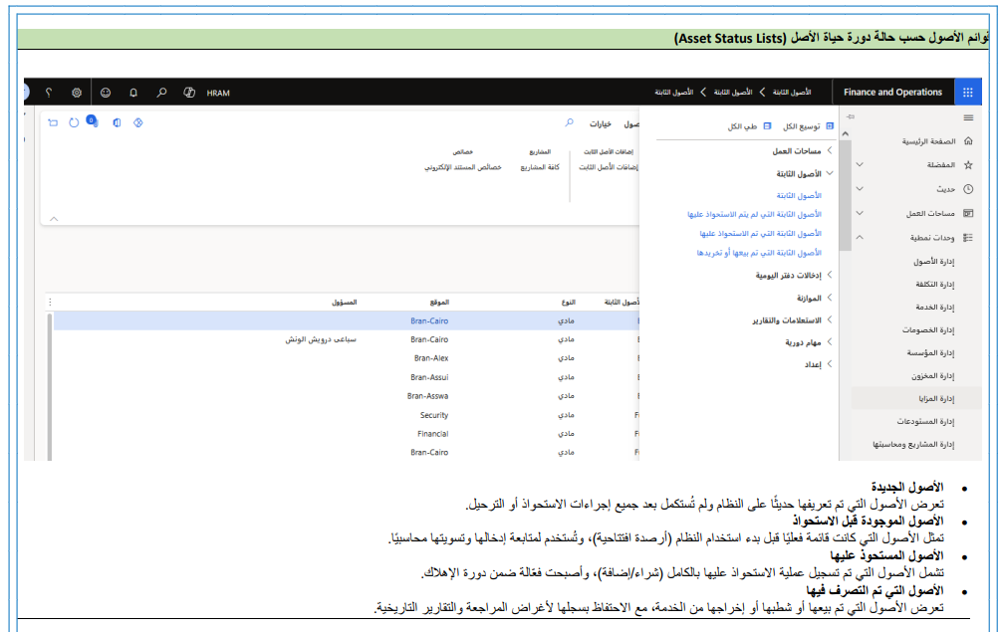 قوائم الأصول حسب حالة دورة حياة الأصل (Asset Status Lists)
Finance and Operations
الأصول الثابتة > الأصول الثابتة > الأصول الثابتة
HRAM
الصفحة الرئيسية
المفضلة
حديث
مساحات العمل
وحدات نمطية
إدارة الأصول
إدارة التكلفة
إدارة الخدمة
إدارة الخصومات
إدارة المؤسسة
إدارة المخزون
إدارة المزايا
إدارة المستودعات
إدارة المشاريع ومحاسبتها
توسيع الكل طي الكل
مساحات العمل
الأصول الثابتة
الأصول الثابتة
الأصول الثابتة التي لم يتم الاستحواذ عليها
الأصول الثابتة التي تم الاستحواذ عليها
الأصول الثابتة التي تم بيعها أو تخريدها
إدخالات دفتر اليومية
الموازنة
الاستعلامات والتقارير
مهام دورية
إعداد
خيارات
إضافات الأصل الثابت المشاريع خصائص
إضافات الأصل الثابت كافة المشاريع خصائص المستند الإلكتروني
0
النوع الموقع المسؤول
مادي Bran-Cairo
مادي Bran-Cairo سباعى درويش الونش
مادي Bran-Alex
مادي Bran-Assui
مادي Bran-Asswa
مادي Security
مادي Financial
مادي Bran-Cairo
• الأصول الجديدة
تعرض الأصول التي تم تعريفها حديثًا على النظام ولم تُستكمل بعد جميع إجراءات الاستحواذ أو الترحيل.
• الأصول الموجودة قبل الاستحواذ
تمثل الأصول التي كانت قائمة فعليًا قبل بدء استخدام النظام (أرصدة افتتاحية)، وتُستخدم لمتابعة إدخالها وتسويتها محاسبيًا.
• الأصول المستحوذ عليها
تشمل الأصول التي تم تسجيل عملية الاستحواذ عليها بالكامل (شراء/إضافة)، وأصبحت فعّالة ضمن دورة الإهلاك.
• الأصول التي تم التصرف فيها
تعرض الأصول التي تم بيعها أو شطبها أو إخراجها من الخدمة، مع الاحتفاظ بسجلها لأغراض المراجعة والتقارير التاريخية.